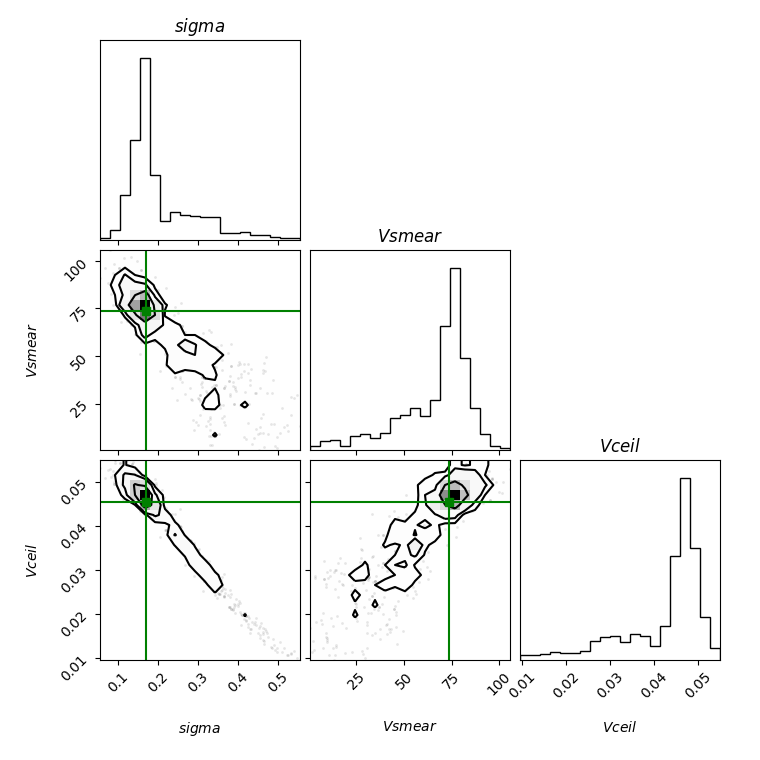 sigma
Vsmear
100
75
50
25
Vsmear
Vceil
0.05
0.04
0.03
0.02
0.01
Vceil
0.1 0.2 0.3 0.4 0.5
25 50 75 100
0.01 0.02 0.03 0.04 0.05
sigma Vsmear Vceil